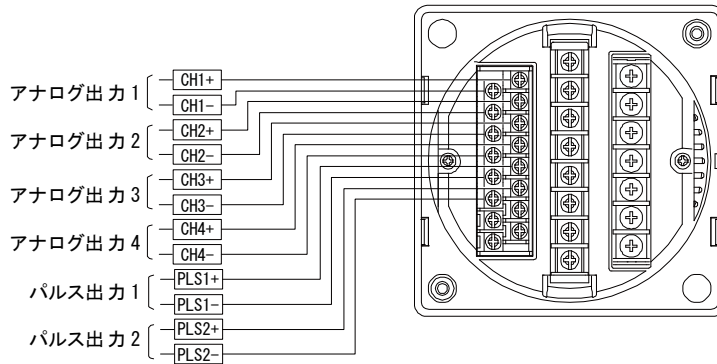 アナログ出力1
CH1+
CH1-
アナログ出力2
CH2+
CH2-
アナログ出力3
CH3+
CH3-
アナログ出力4
CH4+
CH4-
パルス出力1
PLS1+
PLS1-
パルス出力2
PLS2+
PLS2-